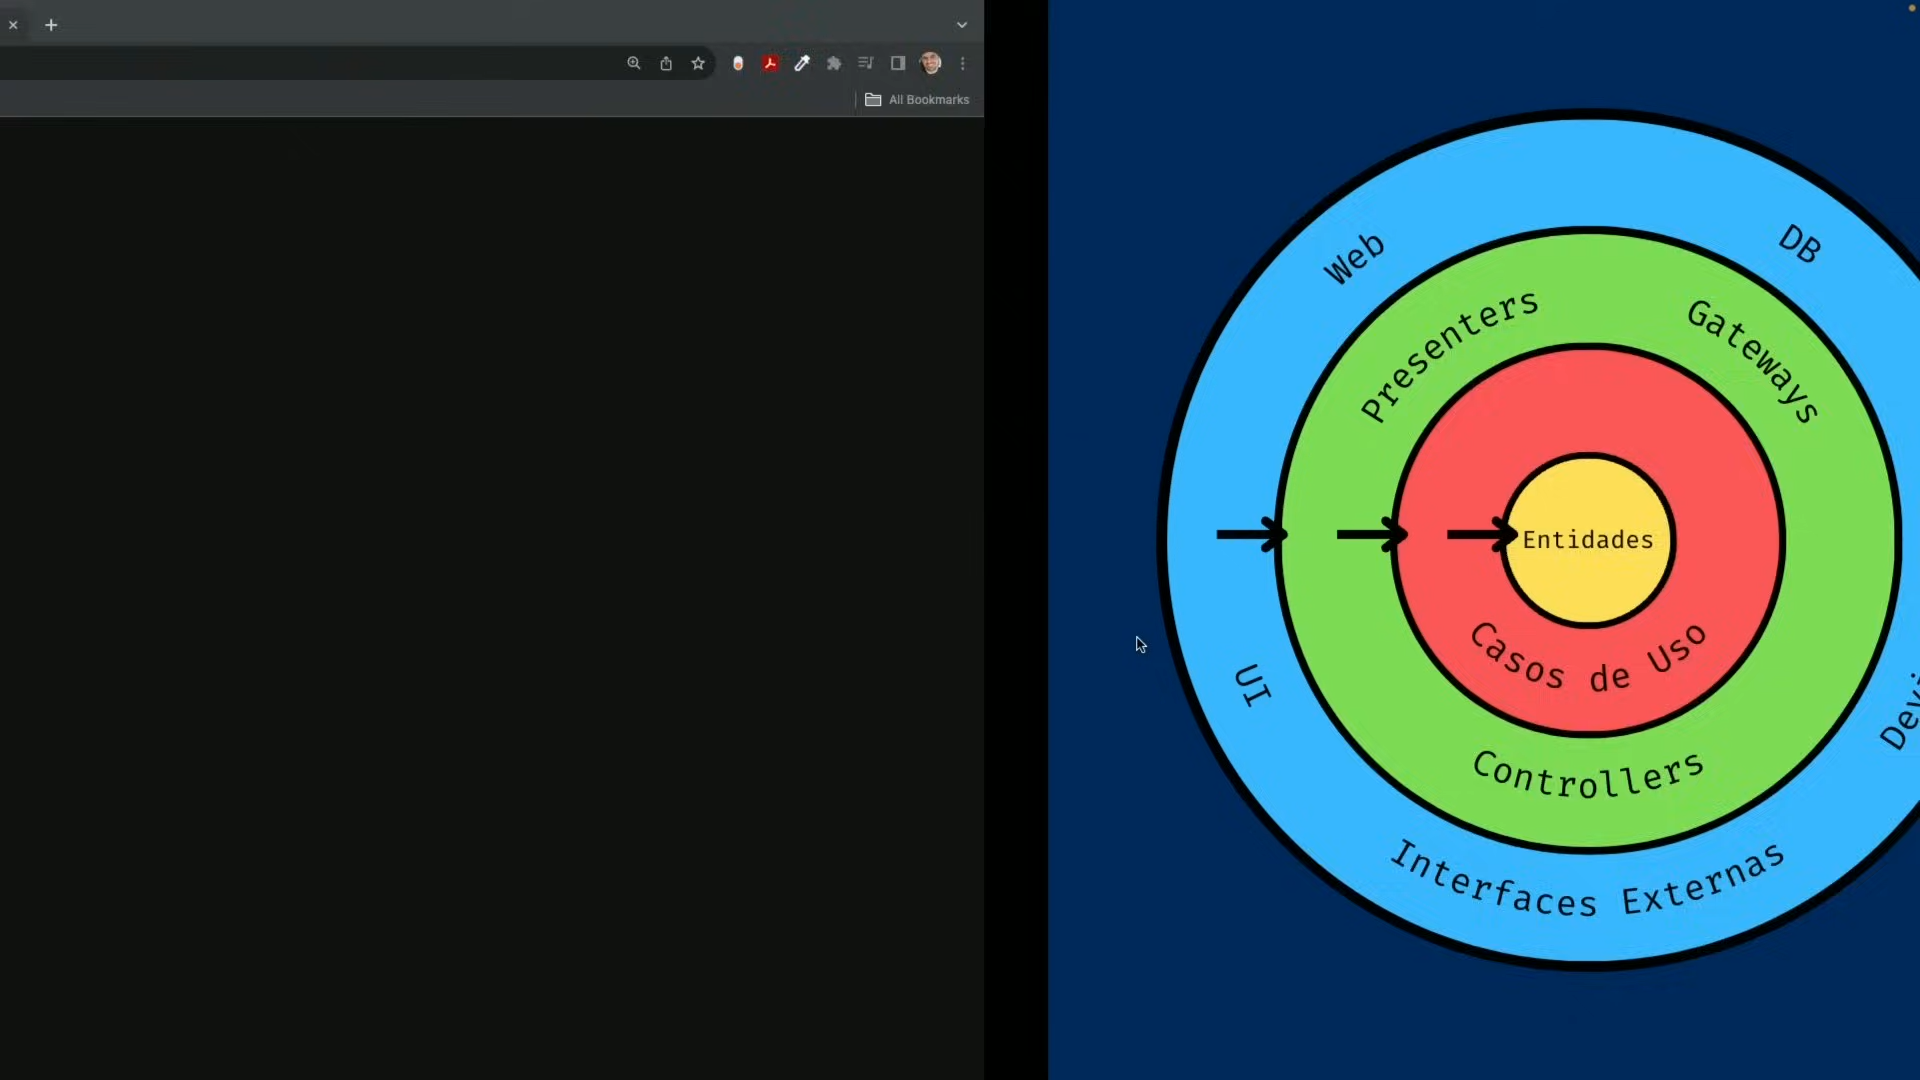 All Bookmarks
Web
DB
Presenters
Gateways
Entidades
Casos de Uso
UI
Controllers
Interfaces Externas